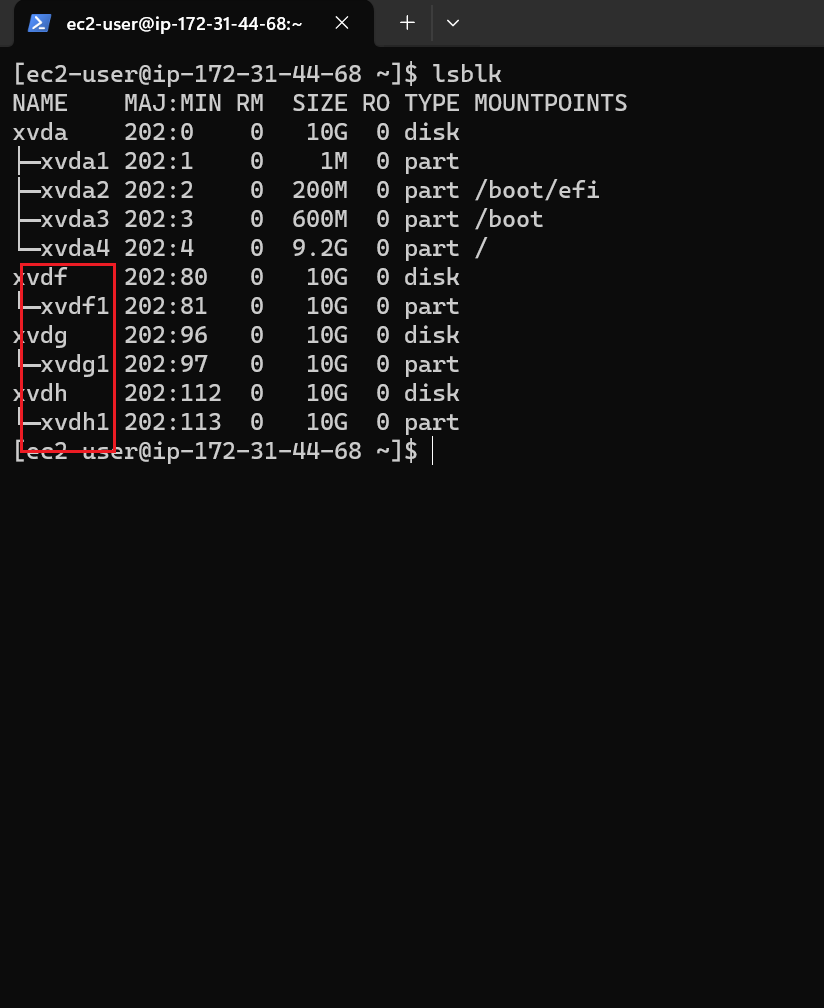 ec2-user@ip-172-31-44-68:~
[ec2-user@ip-172-31-44-68 ~]$ lsblk
NAME    MAJ:MIN RM  SIZE RO TYPE MOUNTPOINTS
xvda    202:0    0   10G  0 disk
├─xvda1 202:1    0    1M  0 part
├─xvda2 202:2    0  200M  0 part /boot/efi
├─xvda3 202:3    0  600M  0 part /boot
└─xvda4 202:4    0  9.2G  0 part /
xvdf    202:80   0   10G  0 disk
└─xvdf1 202:81   0   10G  0 part
xvdg    202:96   0   10G  0 disk
└─xvdg1 202:97   0   10G  0 part
xvdh    202:112  0   10G  0 disk
└─xvdh1 202:113  0   10G  0 part
[ec2-user@ip-172-31-44-68 ~]$